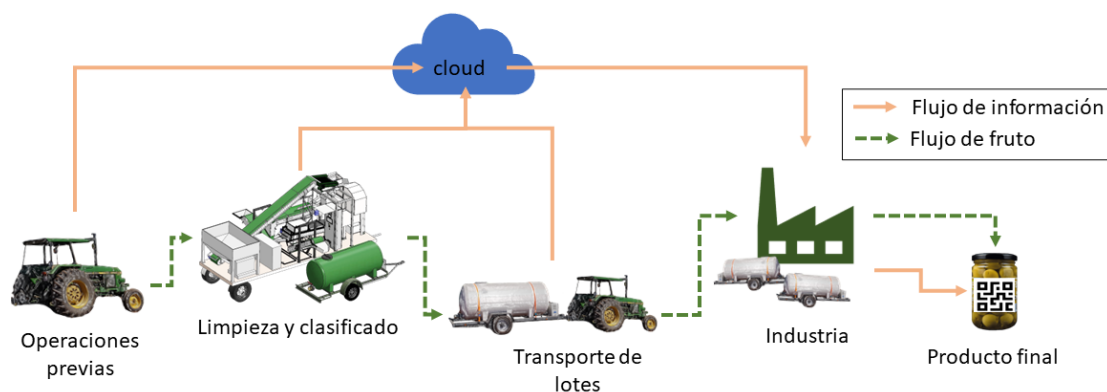 cloud
Flujo de información
Flujo de fruto
Operaciones
previas
Limpieza y clasificado
Transporte de
lotes
Industria
Producto final